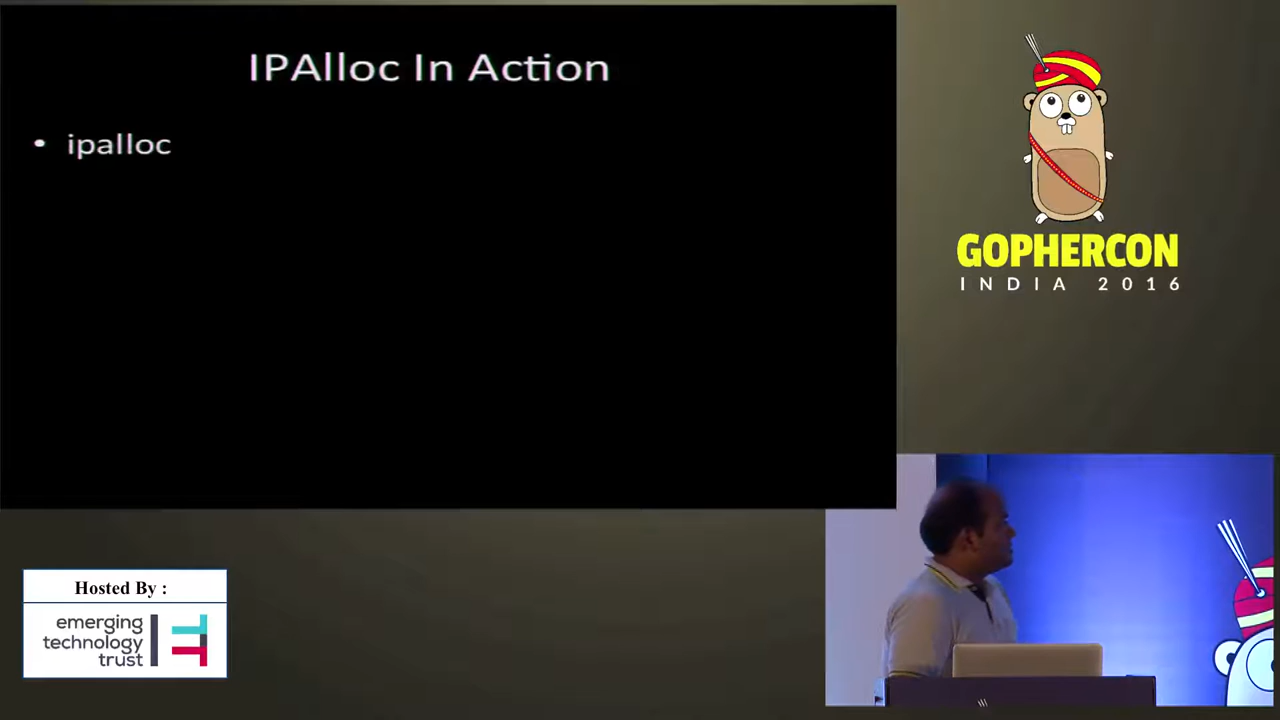 IPAlloc In Action
• ipalloc
GOPHERCON
INDIA 2016
Hosted By :
emerging
technology
trust